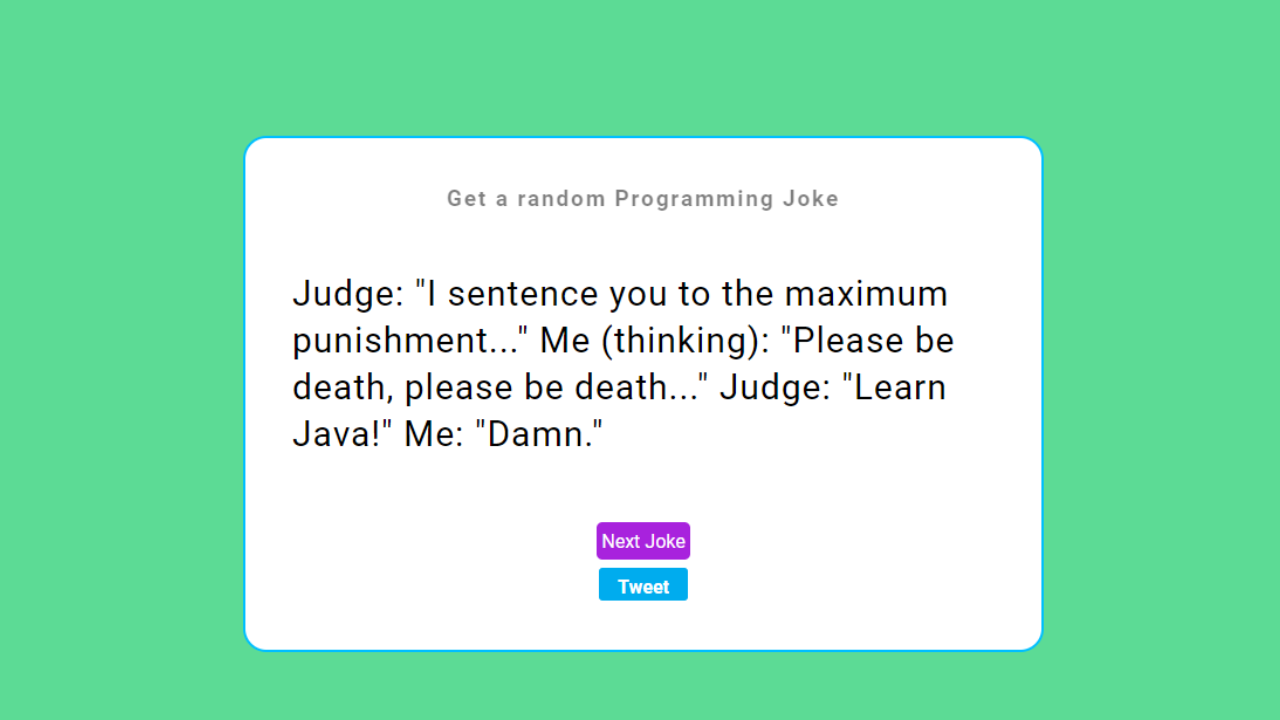 Get a random Programming Joke
Judge: "I sentence you to the maximum
punishment..." Me (thinking): "Please be
death, please be death..." Judge: "Learn
Java!" Me: "Damn."
Next Joke
Tweet